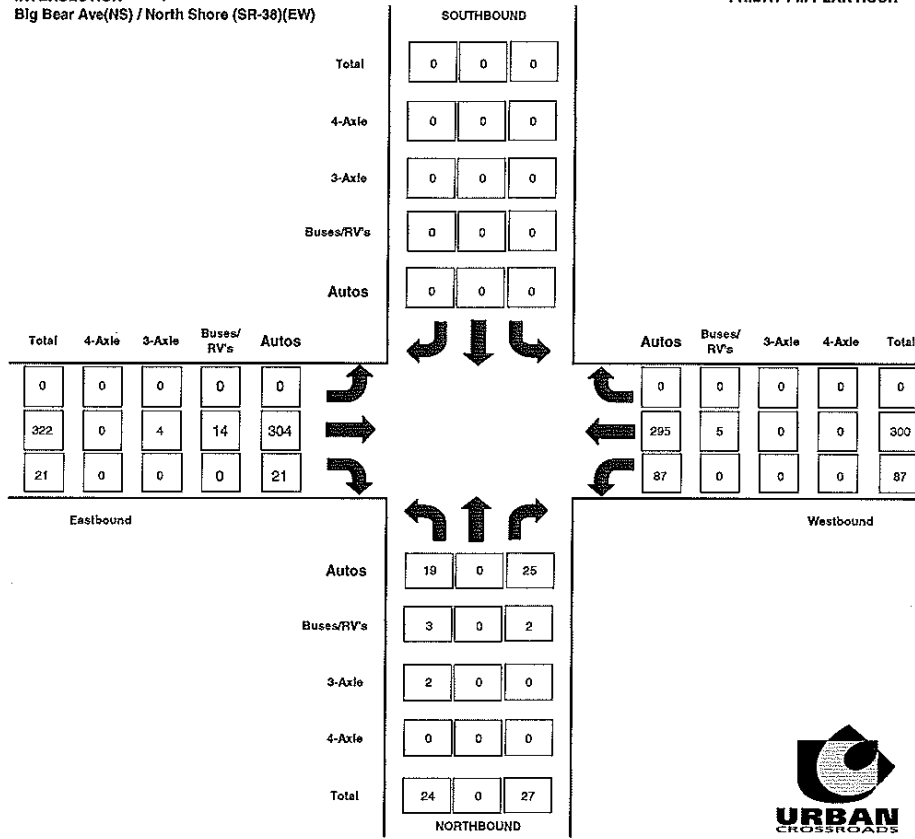 Big Bear Ave(NS) / North Shore (SR-38)(EW)
SOUTHBOUND
Total 0 0 0
4-Axle 0 0 0
3-Axle 0 0 0
Buses/RV's 0 0 0
Autos 0 0 0
Total 4-Axle 3-Axle Buses/ RV's Autos
0 0 0 0 0
322 0 4 14 304
21 0 0 0 21
Eastbound
Autos Buses/ RV's 3-Axle 4-Axle Total
0 0 0 0 0
295 5 0 0 300
87 0 0 0 87
Westbound
Autos 19 0 25
Buses/RV's 3 0 2
3-Axle 2 0 0
4-Axle 0 0 0
Total 24 0 27
NORTHBOUND
URBAN
CROSSROADS